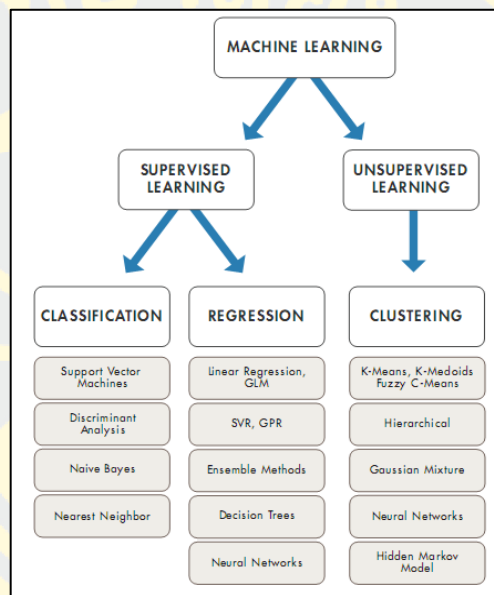 MACHINE LEARNING
SUPERVISED
LEARNING
UNSUPERVISED
LEARNING
CLASSIFICATION
Support Vector
Machines
Discriminant
Analysis
Naive Bayes
Nearest Neighbor
REGRESSION
Linear Regression,
GLM
SVR, GPR
Ensemble Methods
Decision Trees
Neural Networks
CLUSTERING
K-Means, K-Medoids
Fuzzy C-Means
Hierarchical
Gaussian Mixture
Neural Networks
Hidden Markov
Model